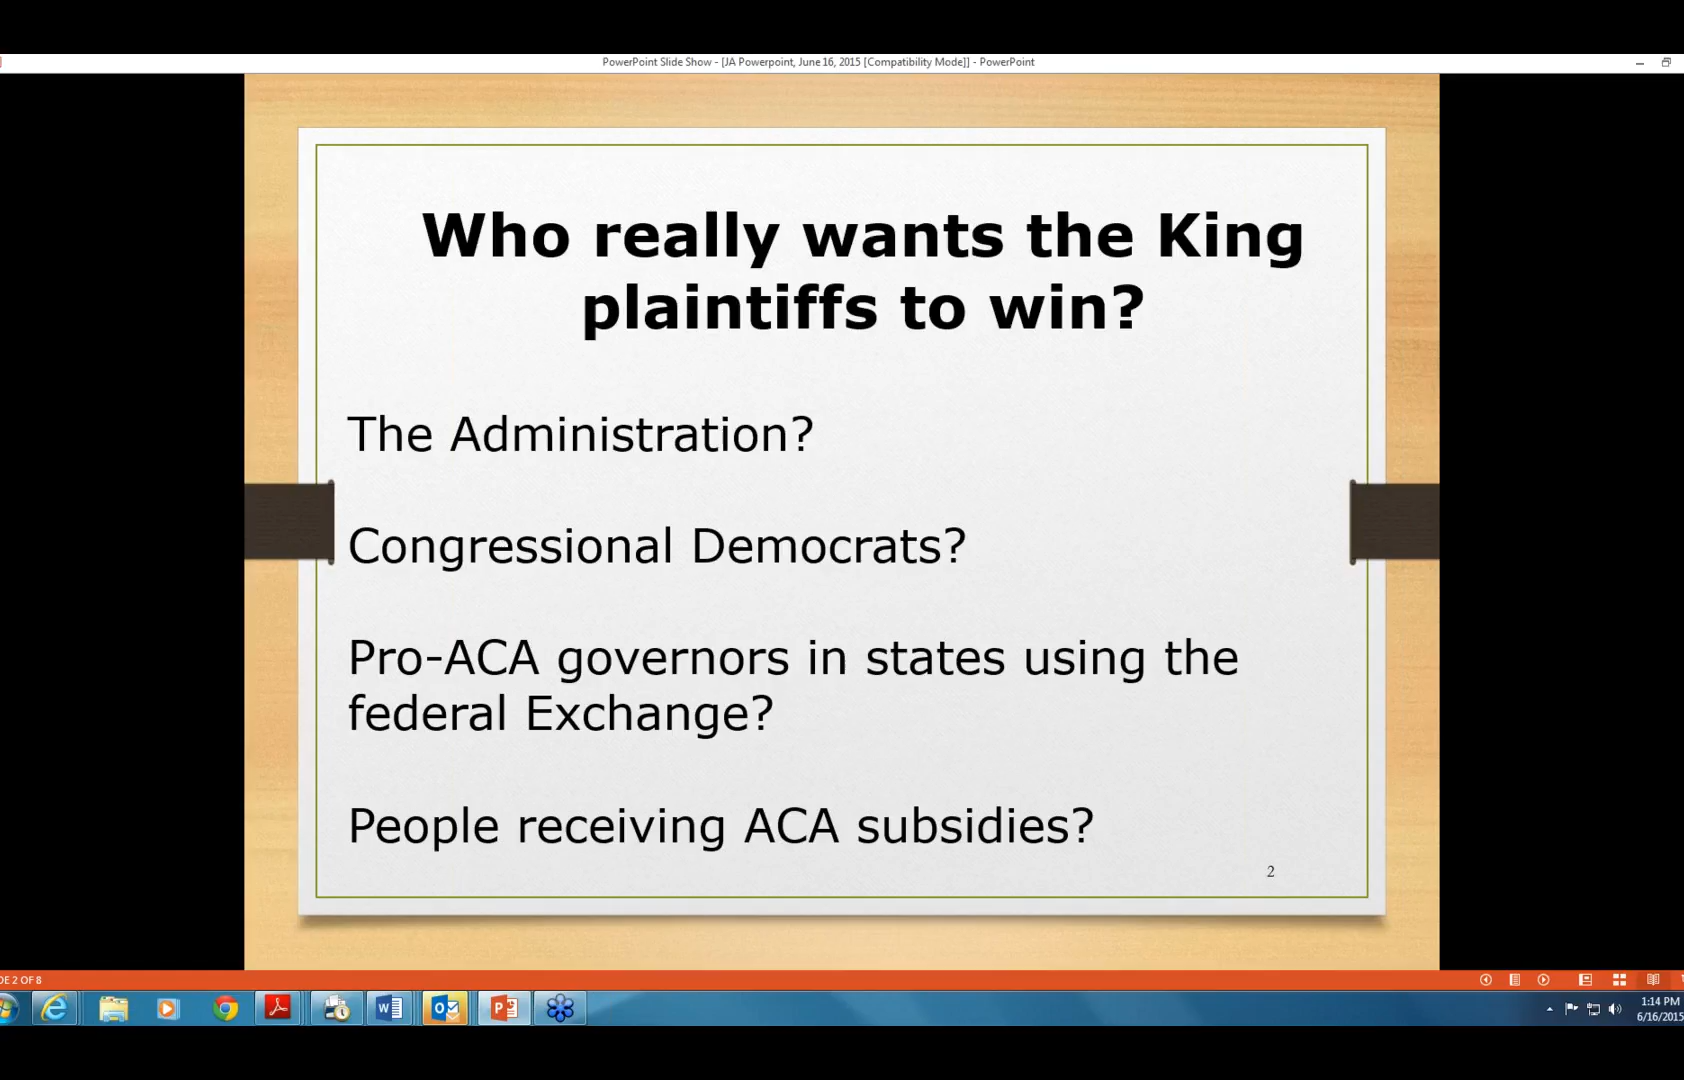 PowerPoint Slide Show - [JA Powerpoint, June 16, 2015 [Compatibility Mode]] - PowerPoint
Who really wants the King
plaintiffs to win?
The Administration?
Congressional Democrats?
Pro-ACA governors in states using the
federal Exchange?
People receiving ACA subsidies?
2
DE 2 OF 8
1:14 PM
6/16/2015